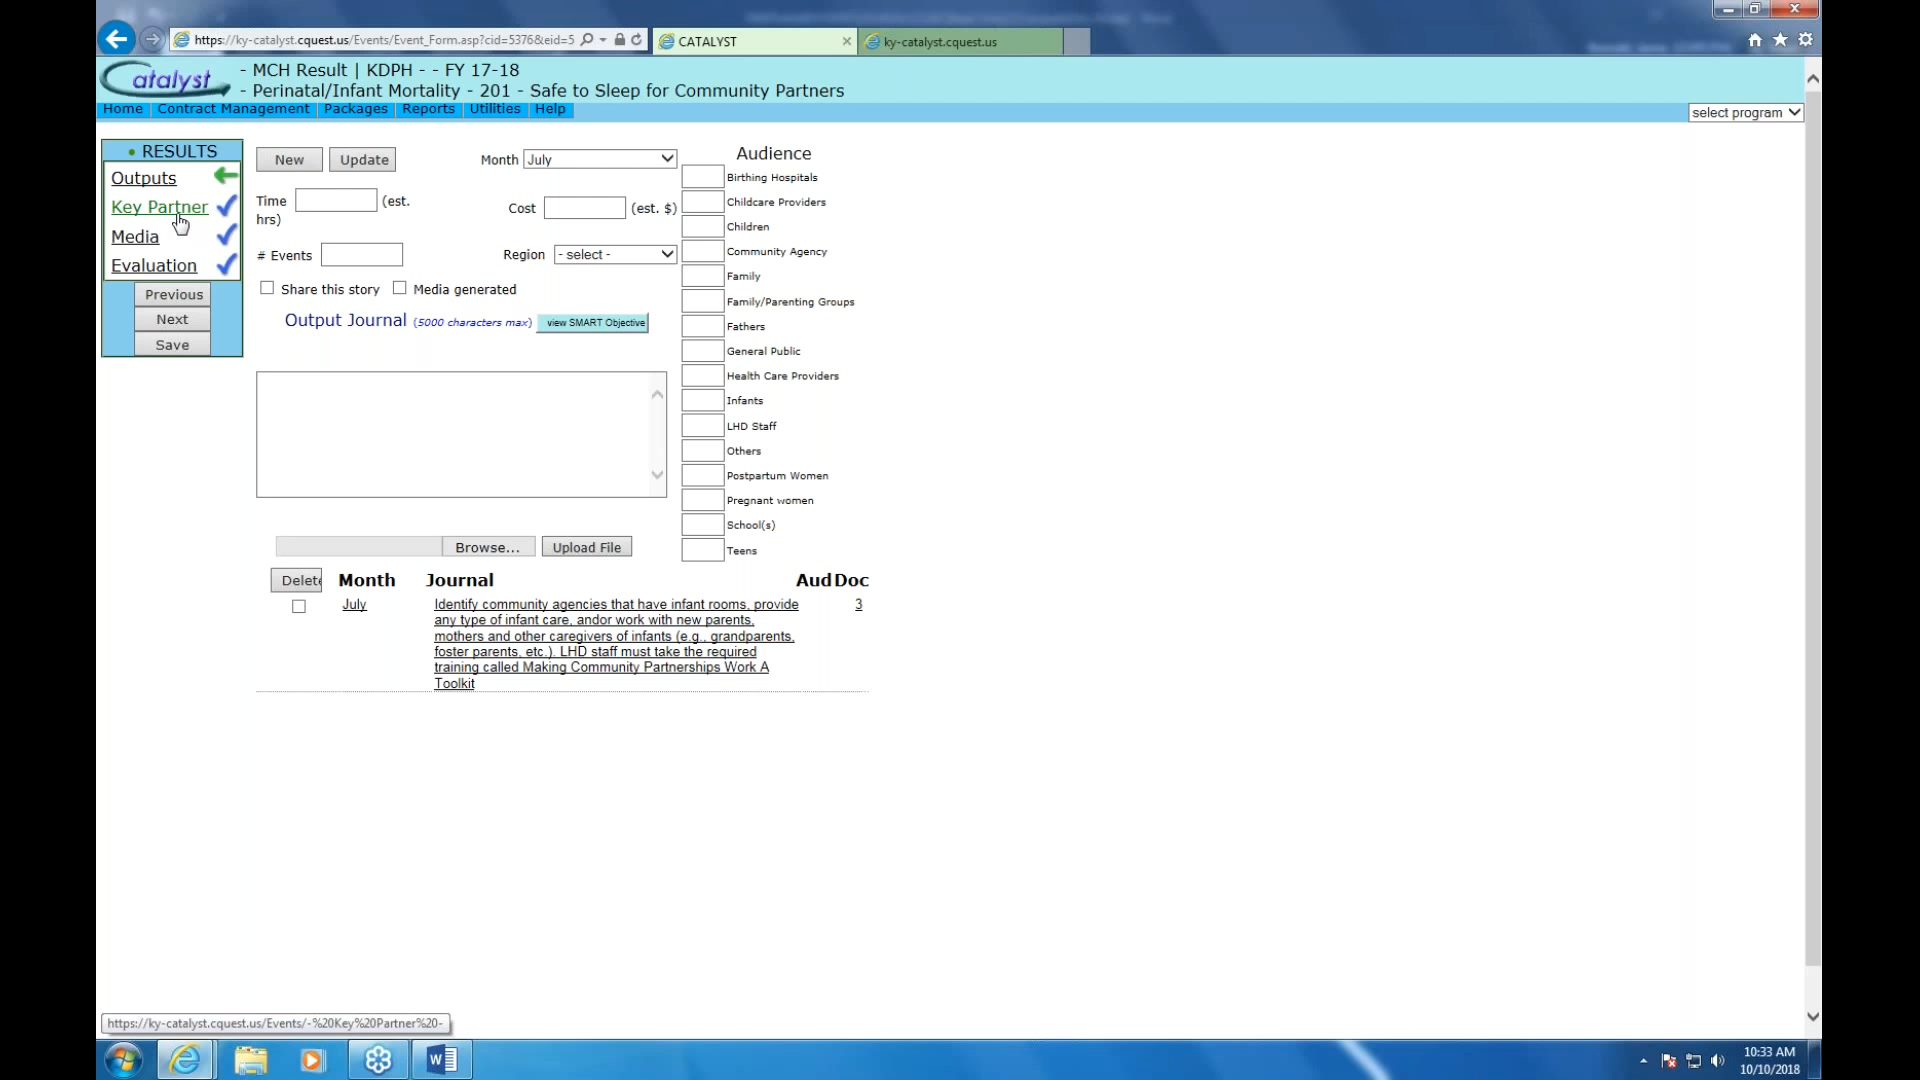 https://ky-catalyst.cquest.us/Events/Event_Form.asp?cid=5376&eid=5
CATALYST
ky-catalyst.cquest.us
Catalyst
- MCH Result | KDPH - - FY 17-18
- Perinatal/Infant Mortality - 201 - Safe to Sleep for Community Partners
Home Contract Management Packages Reports Utilities Help
select program
• RESULTS
Outputs
Key Partner
Media
Evaluation
Previous
Next
Save
New Update Month July
Time (est. hrs)
Cost (est. $)
# Events
Region - select -
Share this story Media generated
Output Journal (5000 characters max) view SMART Objective
Audience
Birthing Hospitals
Childcare Providers
Children
Community Agency
Family
Family/Parenting Groups
Fathers
General Public
Health Care Providers
Infants
LHD Staff
Others
Postpartum Women
Pregnant women
School(s)
Teens
Browse... Upload File
Delete Month Journal Aud Doc
July Identify community agencies that have infant rooms, provide 3
any type of infant care, andor work with new parents,
mothers and other caregivers of infants (e.g., grandparents,
foster parents, etc.). LHD staff must take the required
training called Making Community Partnerships Work A
Toolkit
https://ky-catalyst.cquest.us/Events/-%20Key%20Partner%20-
10:33 AM
10/10/2018